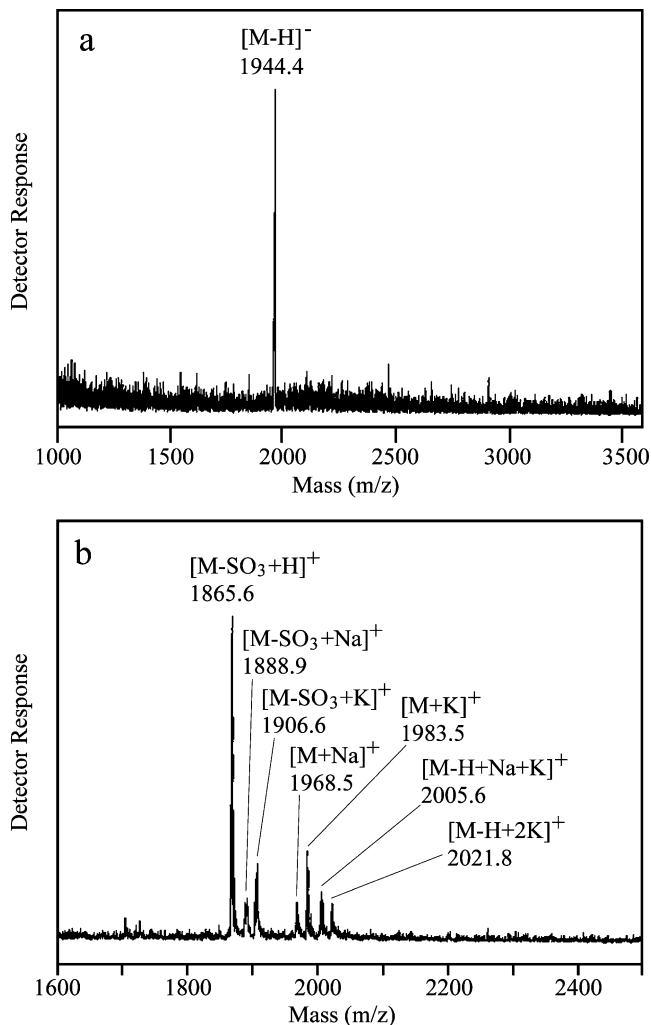 a
[M-H]⁻
1944.4
Detector Response
1000 1500 2000 2500 3000 3500
Mass (m/z)
b
[M-SO₃+H]⁺
1865.6
[M-SO₃+Na]⁺
1888.9
[M-SO₃+K]⁺
1906.6
[M+Na]⁺
1968.5
[M+K]⁺
1983.5
[M-H+Na+K]⁺
2005.6
[M-H+2K]⁺
2021.8
Detector Response
1600 1800 2000 2200 2400
Mass (m/z)